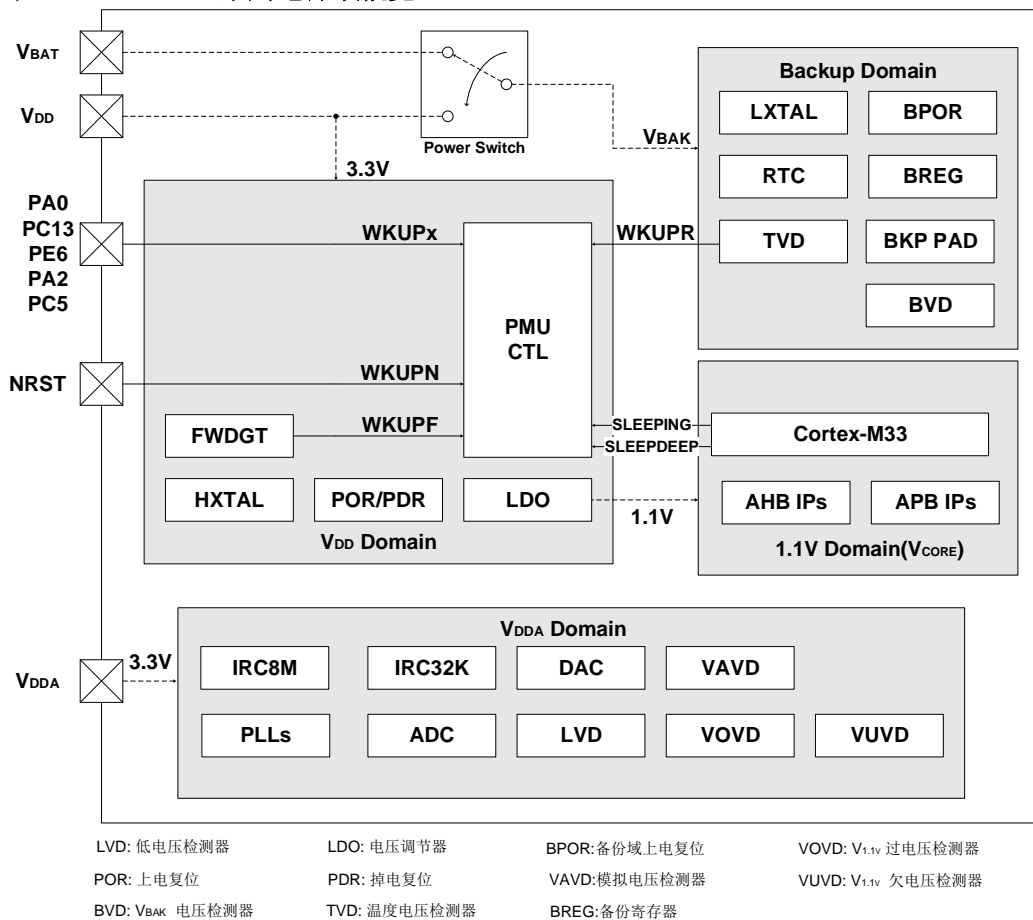 VBAT
VDD
Power Switch
3.3V
VBAK
Backup Domain
LXTAL
BPOR
RTC
BREG
TVD
BKP PAD
BVD
PA0
PC13
PE6
PA2
PC5
WKUPx
WKUPR
PMU
CTL
NRST
WKUPN
FWDGT
WKUPF
SLEEPING
SLEEPDEEP
Cortex-M33
HXTAL
POR/PDR
LDO
1.1V
AHB IPs
APB IPs
VDD Domain
1.1V Domain(VCORE)
VDDA Domain
VDDA
3.3V
IRC8M
IRC32K
DAC
VAVD
PLLs
ADC
LVD
VOVD
VUVD
LVD: 低电压检测器
LDO: 电压调节器
BPOR:备份域上电复位
VOVD: V1.1V 过电压检测器
POR: 上电复位
PDR: 掉电复位
VAVD:模拟电压检测器
VUVD: V1.1V 欠电压检测器
BVD: VBAK 电压检测器
TVD: 温度电压检测器
BREG:备份寄存器